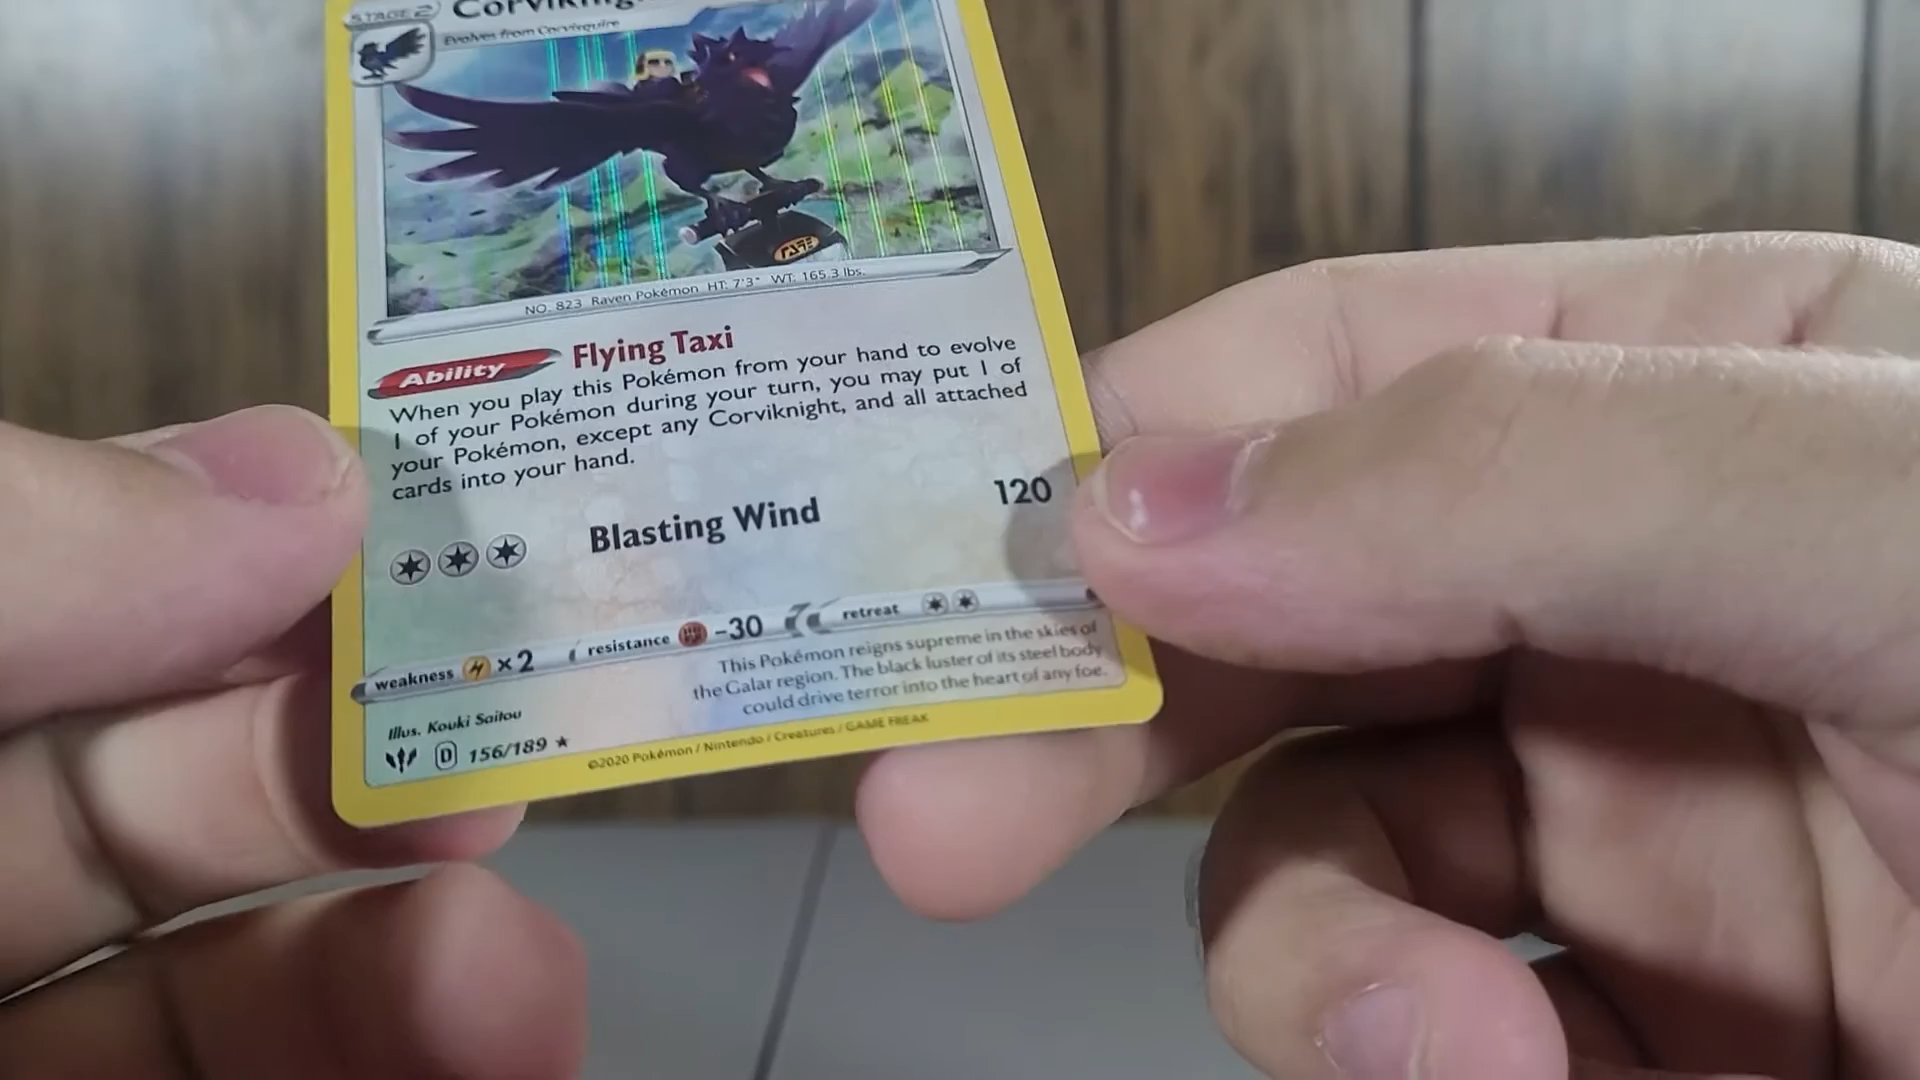 STAGE 2
Evolves from Corvisquire
NO. 823 Raven Pokémon HT: 7'3" WT: 165.3 lbs.
Ability Flying Taxi
When you play this Pokémon from your hand to evolve
1 of your Pokémon during your turn, you may put 1 of
your Pokémon, except any Corviknight, and all attached
cards into your hand.
Blasting Wind 120
weakness ×2 resistance -30 retreat
This Pokémon reigns supreme in the skies of
the Galar region. The black luster of its steel body
could drive terror into the heart of any foe.
Illus. Kouki Saitou
D 156/189 ★
©2020 Pokémon / Nintendo / Creatures / GAME FREAK